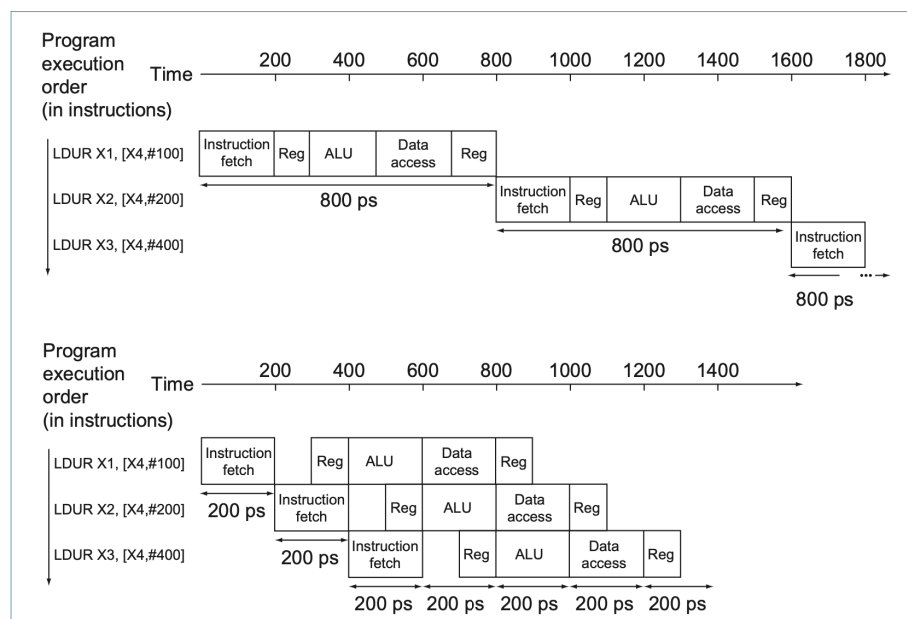 Program
execution
order
(in instructions)
Time
200 400 600 800 1000 1200 1400 1600 1800
LDUR X1, [X4,#100]
Instruction
fetch
Reg
ALU
Data
access
Reg
800 ps
LDUR X2, [X4,#200]
Instruction
fetch
Reg
ALU
Data
access
Reg
800 ps
LDUR X3, [X4,#400]
Instruction
fetch
...
800 ps
Program
execution
order
(in instructions)
Time
200 400 600 800 1000 1200 1400
LDUR X1, [X4,#100]
Instruction
fetch
Reg
ALU
Data
access
Reg
200 ps
LDUR X2, [X4,#200]
Instruction
fetch
Reg
ALU
Data
access
Reg
200 ps
LDUR X3, [X4,#400]
Instruction
fetch
Reg
ALU
Data
access
Reg
200 ps 200 ps 200 ps 200 ps 200 ps